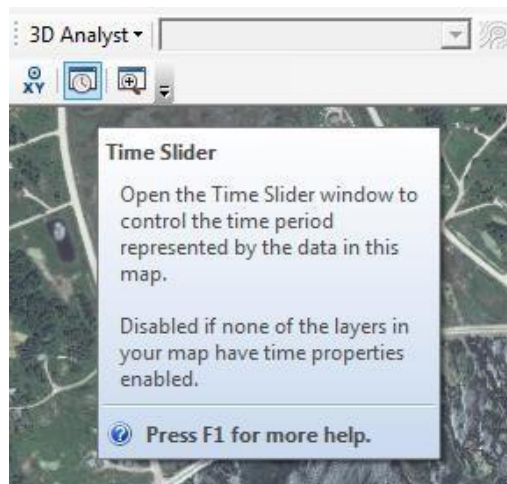 3D Analyst
XY
Time Slider
Open the Time Slider window to
control the time period
represented by the data in this
map.
Disabled if none of the layers in
your map have time properties
enabled.
Press F1 for more help.